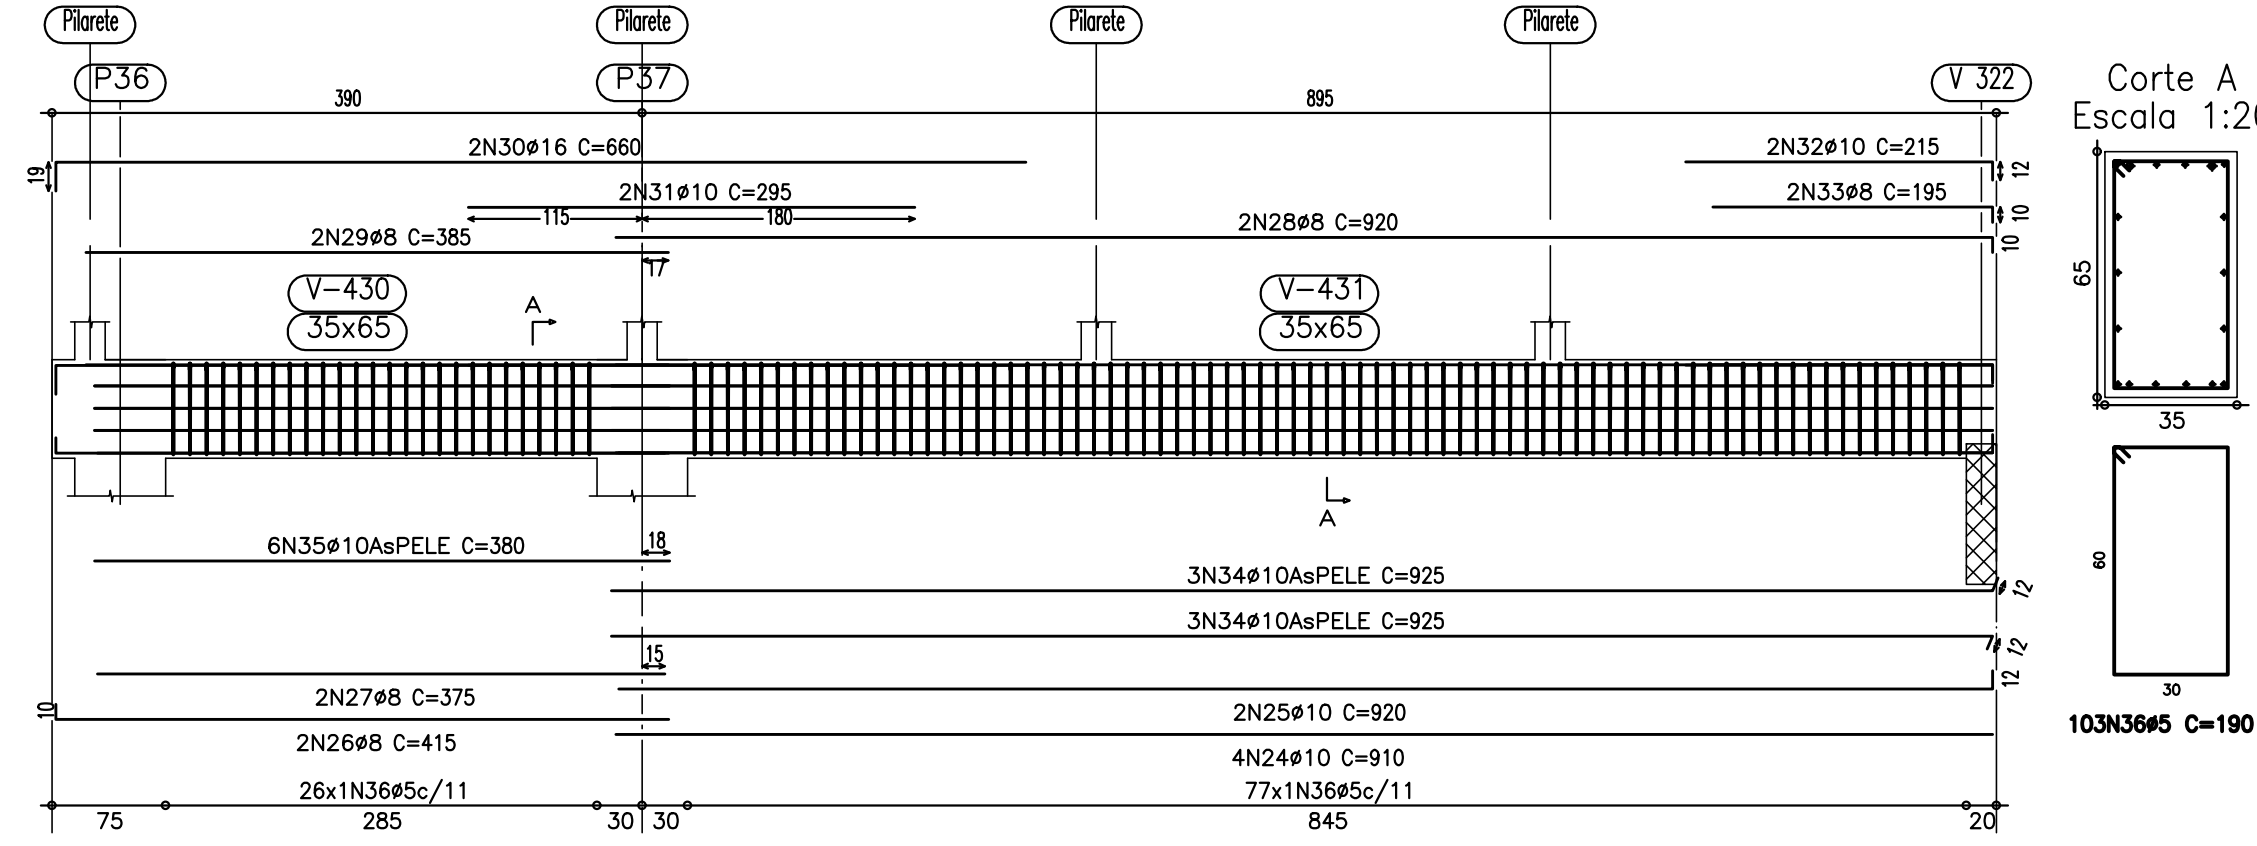 Pilarete
Pilarete
Pilarete
Pilarete
P36
P37
V 322
Corte A
390
895
2N30ø16 C=660
2N32ø10 C=215
19
12
2N31ø10 C=295
2N33ø8 C=195
115
180
10
2N29ø8 C=385
2N28ø8 C=920
10
17
V-430
35x65
A
V-431
35x65
65
35
A
18
6N35ø10AsPELE C=380
3N34ø10AsPELE C=925
12
3N34ø10AsPELE C=925
12
15
2N27ø8 C=375
12
10
2N26ø8 C=415
2N25ø10 C=920
4N24ø10 C=910
60
30
103N36ø5 C=190
26x1N36ø5c/11
77x1N36ø5c/11
75
285
30
30
845
20
Escala